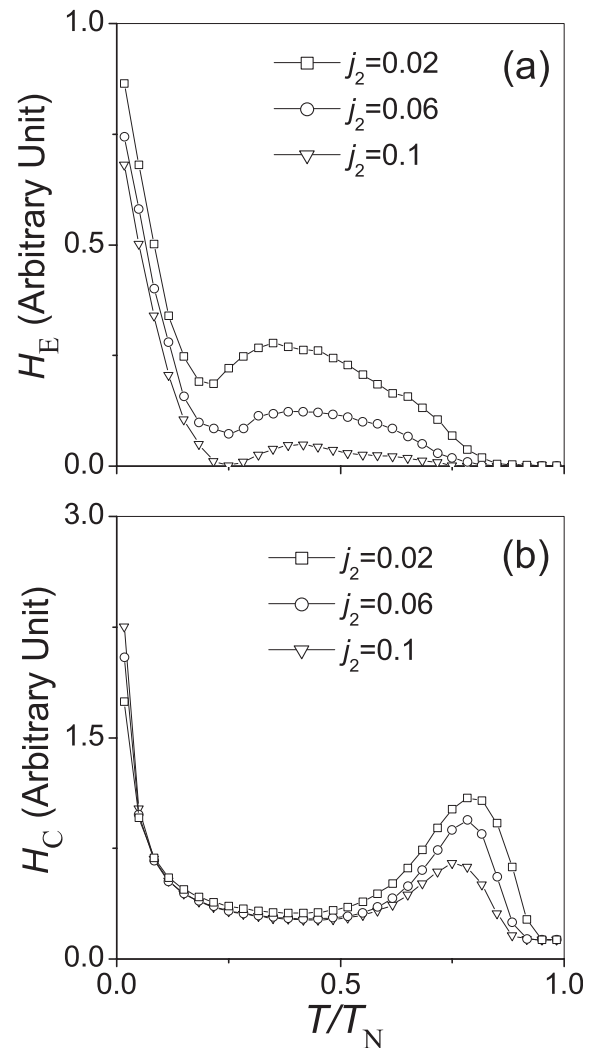 1.0
(a)
j2=0.02
j2=0.06
j2=0.1
0.5
HE (Arbitrary Unit)
0.0
3.0
(b)
j2=0.02
j2=0.06
j2=0.1
1.5
HC (Arbitrary Unit)
0.0
0.0 0.5 1.0
T/TN